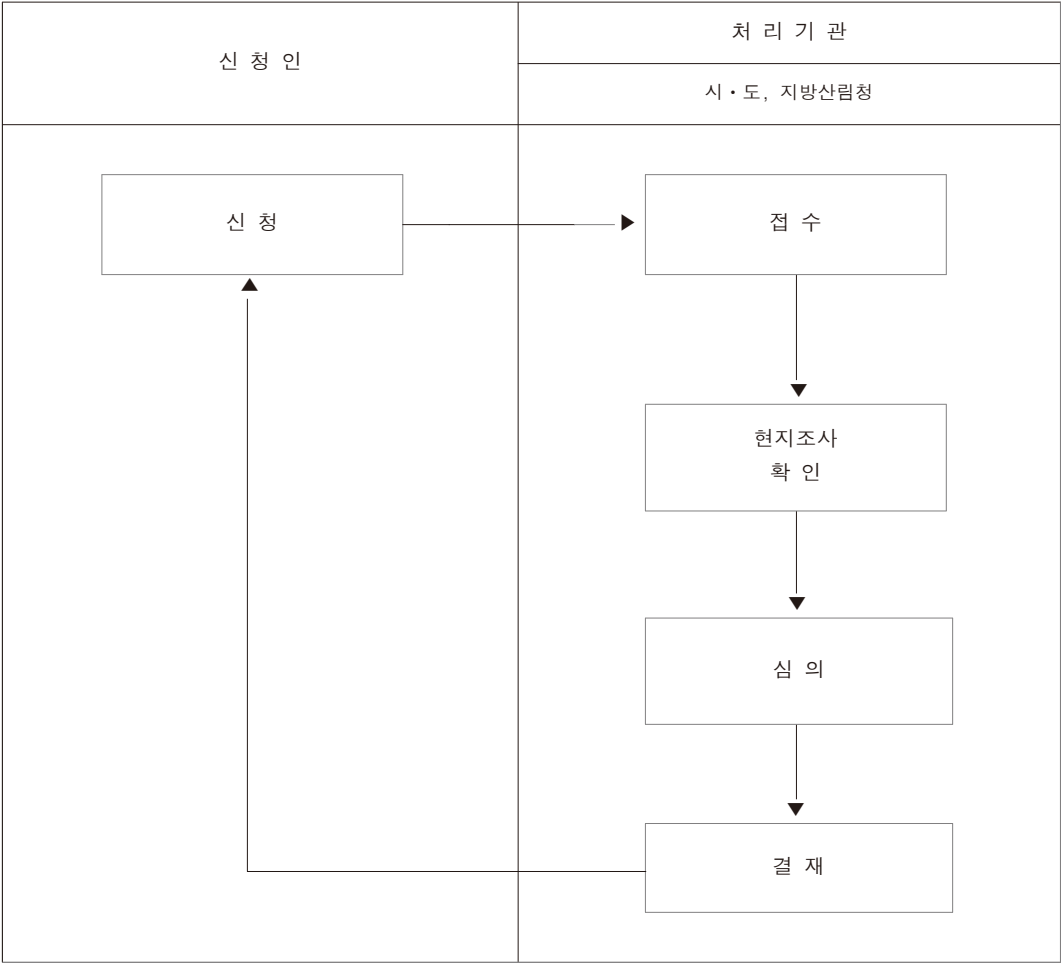 신 청 인
처 리 기 관
시·도, 지방산림청
신 청
접 수
현지조사
확 인
심 의
결 재